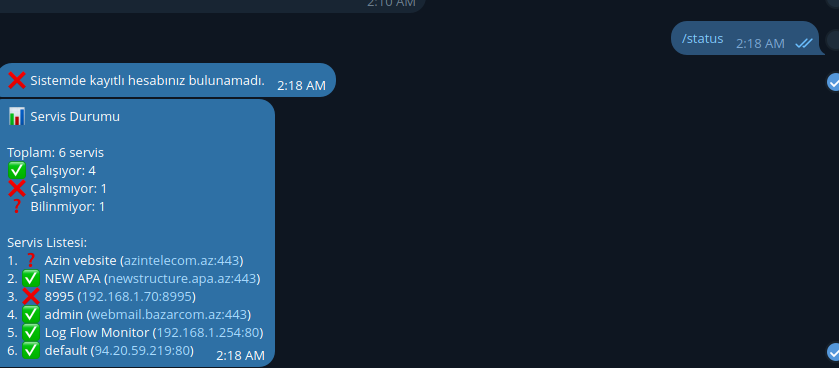 2:10 AM
/status 2:18 AM
❌ Sistemde kayıtlı hesabınız bulunamadı. 2:18 AM
📊 Servis Durumu
Toplam: 6 servis
✅ Çalışıyor: 4
❌ Çalışmıyor: 1
❓ Bilinmiyor: 1
Servis Listesi:
1. ❓ Azin vebsite (azintelecom.az:443)
2. ✅ NEW APA (newstructure.apa.az:443)
3. ❌ 8995 (192.168.1.70:8995)
4. ✅ admin (webmail.bazarcom.az:443)
5. ✅ Log Flow Monitor (192.168.1.254:80)
6. ✅ default (94.20.59.219:80) 2:18 AM